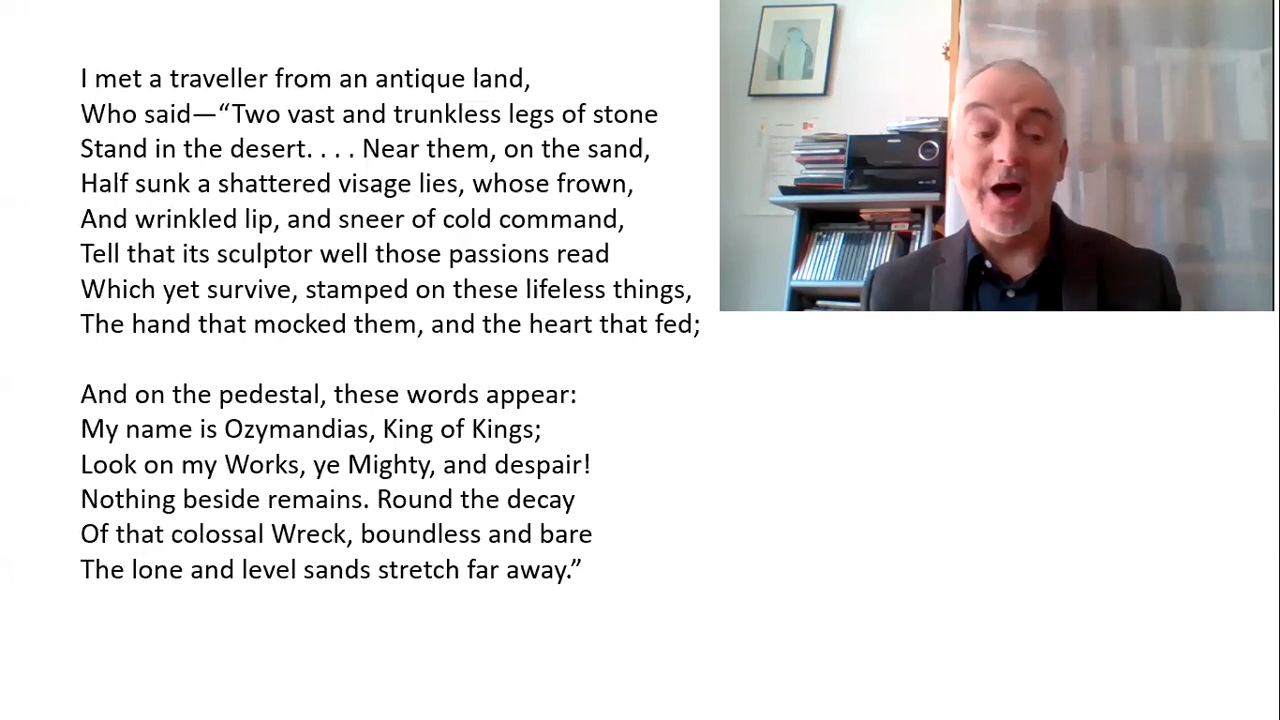 I met a traveller from an antique land,
Who said—“Two vast and trunkless legs of stone
Stand in the desert. . . . Near them, on the sand,
Half sunk a shattered visage lies, whose frown,
And wrinkled lip, and sneer of cold command,
Tell that its sculptor well those passions read
Which yet survive, stamped on these lifeless things,
The hand that mocked them, and the heart that fed;
And on the pedestal, these words appear:
My name is Ozymandias, King of Kings;
Look on my Works, ye Mighty, and despair!
Nothing beside remains. Round the decay
Of that colossal Wreck, boundless and bare
The lone and level sands stretch far away.”